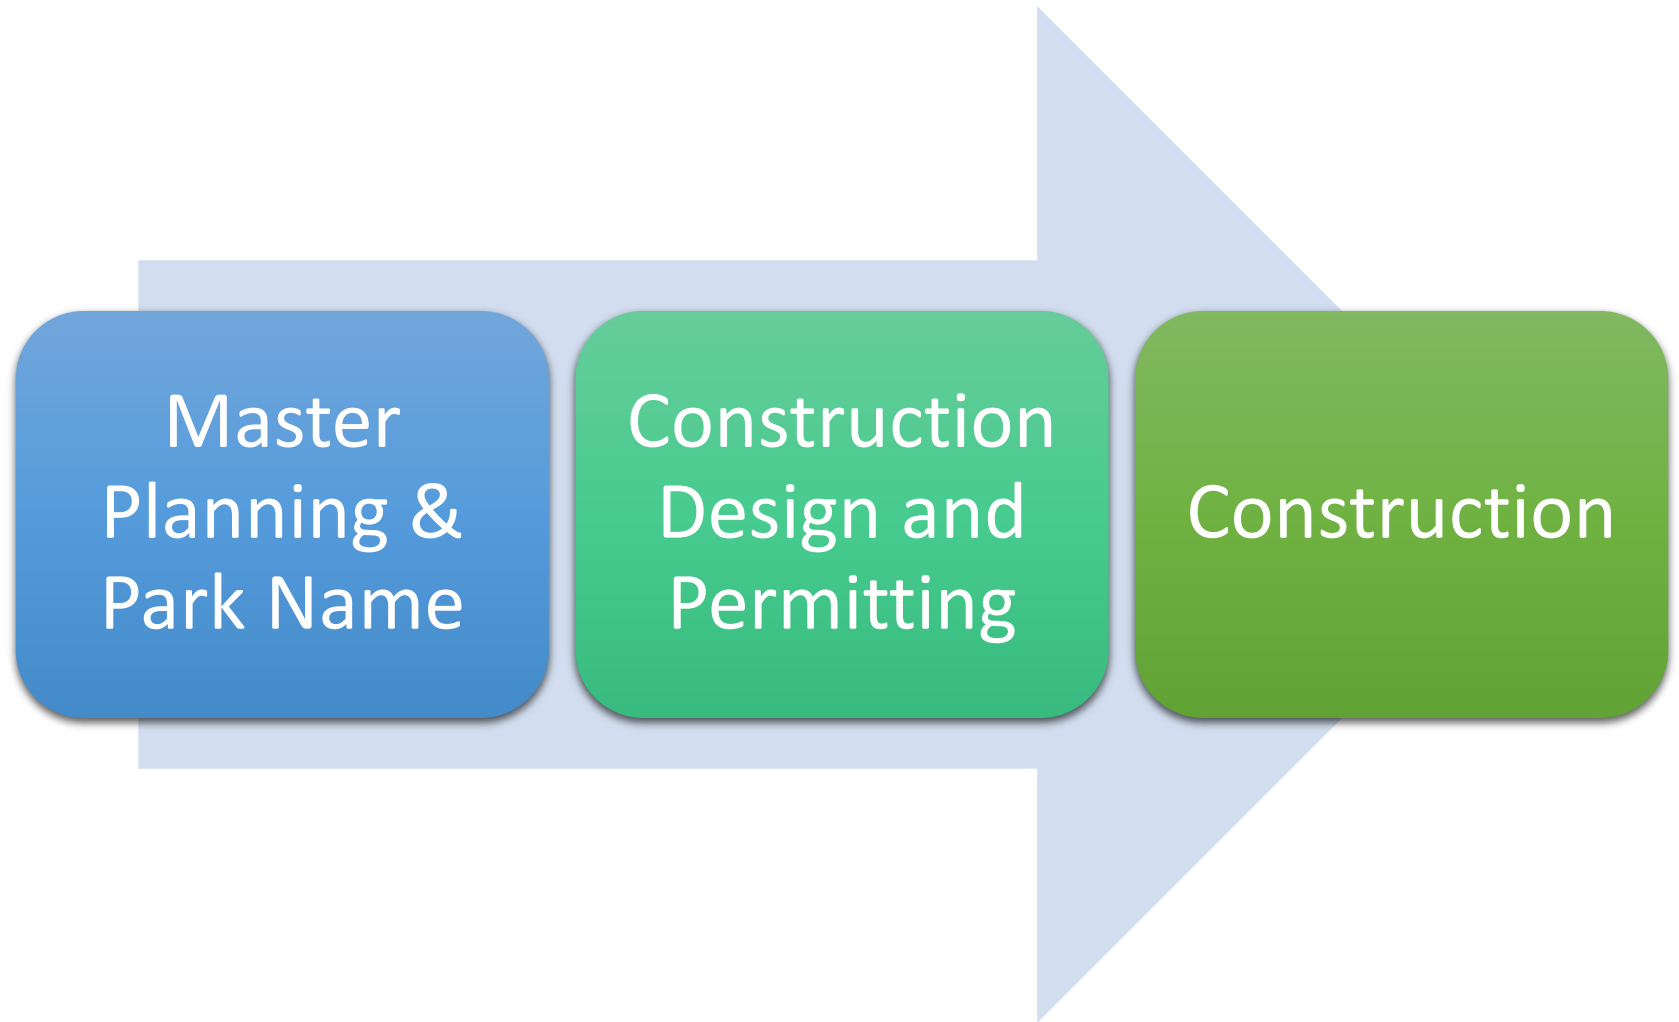 Master
Planning &
Park Name
Construction
Design and
Permitting
Construction